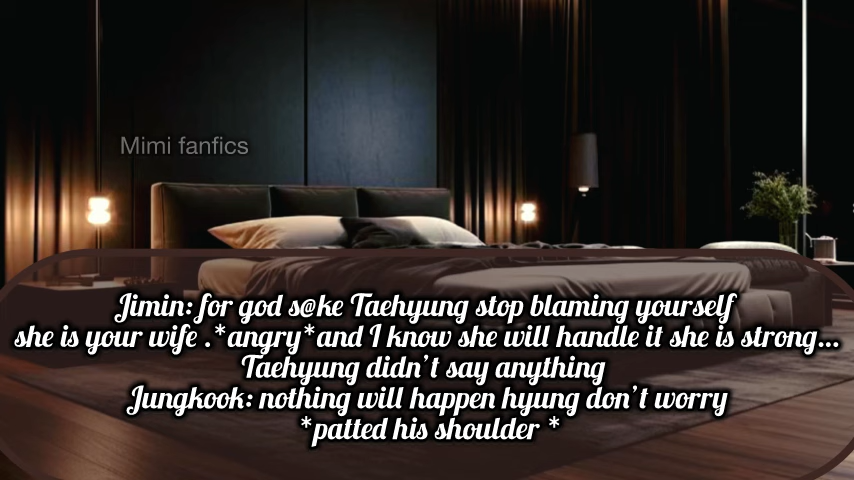 Mimi fanfics
Jimin: for god s@ke Taehyung stop blaming yourself
she is your wife .*angry*and I know she will handle it she is strong...
Taehyung didn't say anything
Jungkook: nothing will happen hyung don't worry
*patted his shoulder *